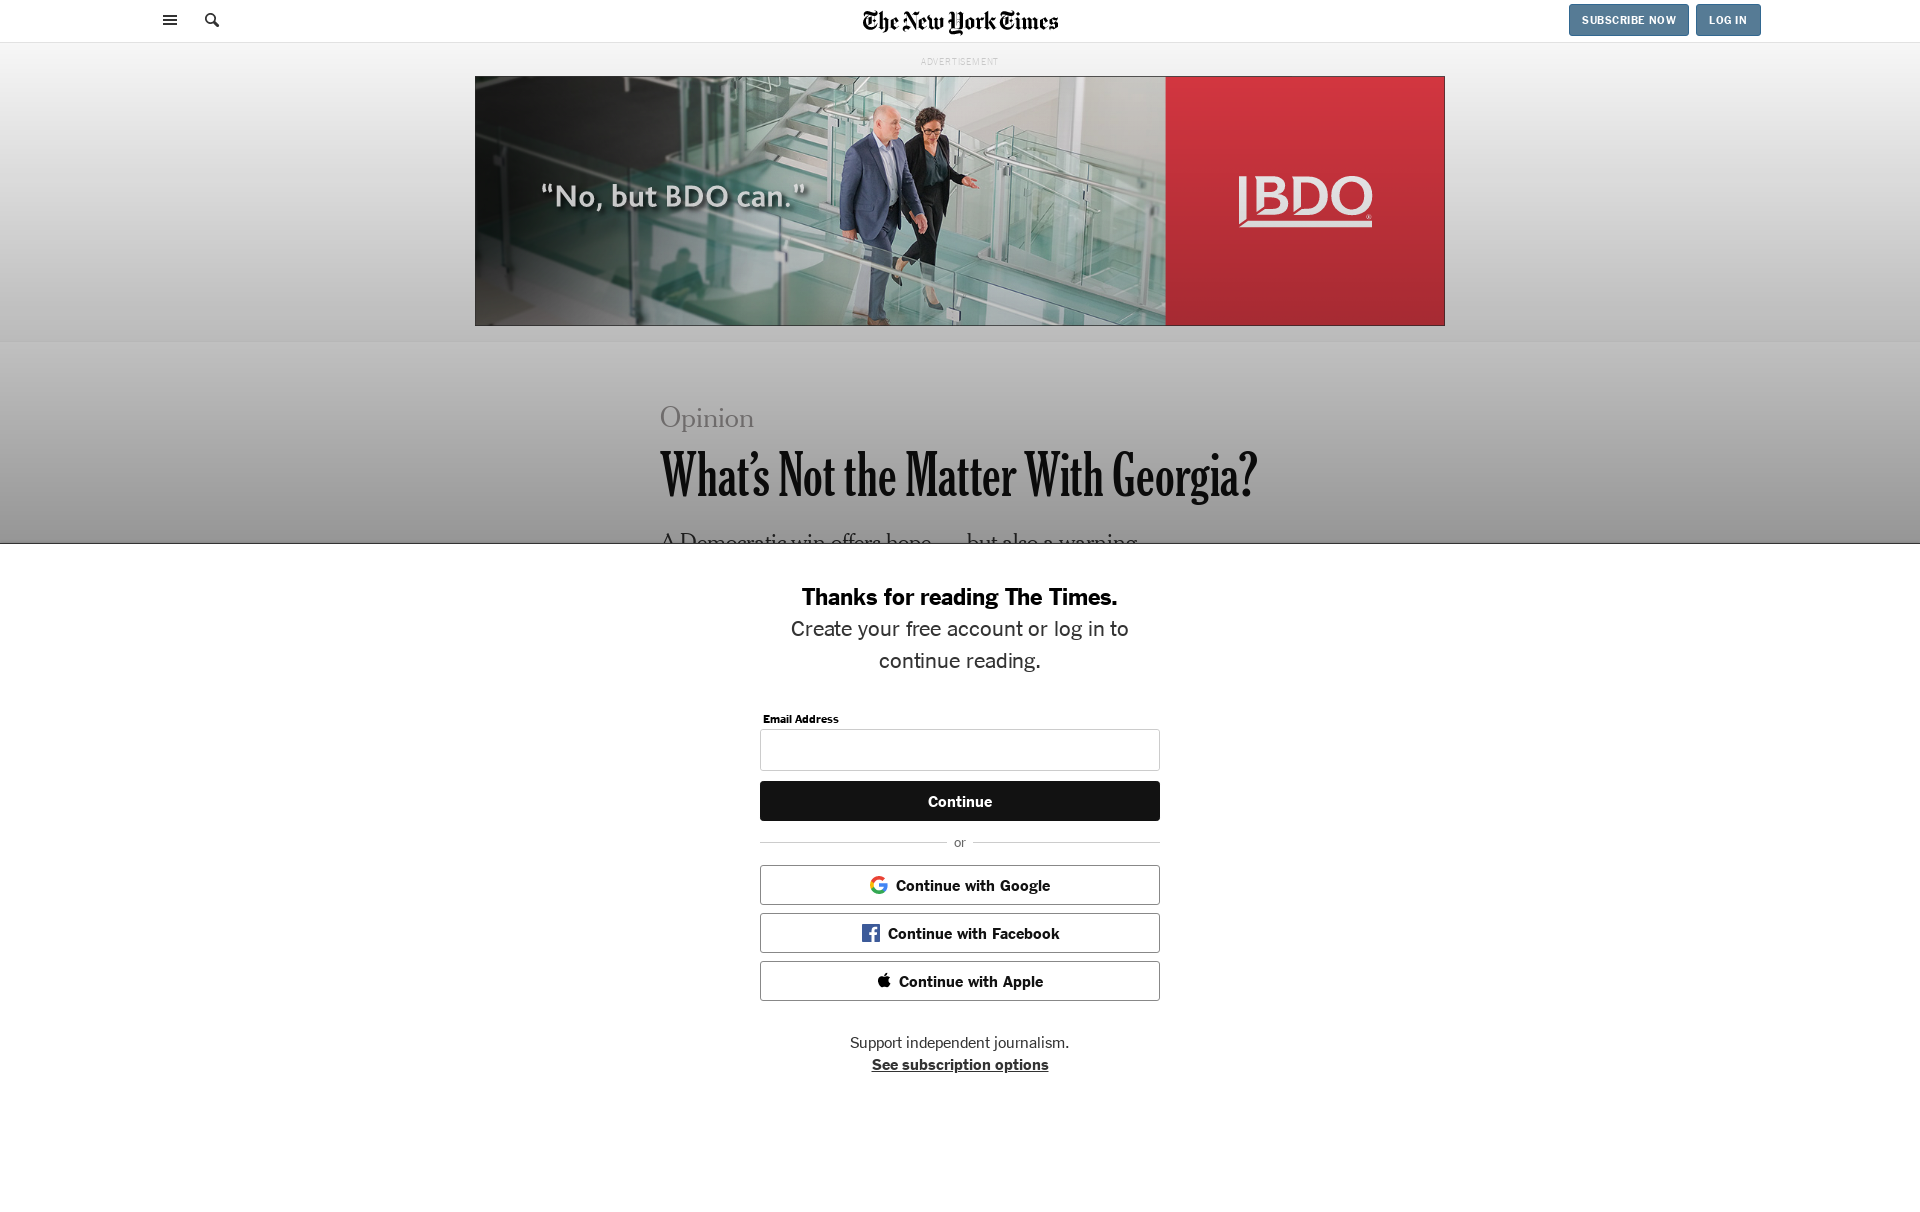 The New York Times
SUBSCRIBE NOW
LOG IN
ADVERTISEMENT
“No, but BDO can.”
BDO
Opinion
What’s Not the Matter With Georgia?
A Democratic win offers hope — but also a warning.
Thanks for reading The Times.
Create your free account or log in to
continue reading.
Email Address
Continue
or
Continue with Google
Continue with Facebook
Continue with Apple
Support independent journalism.
See subscription options